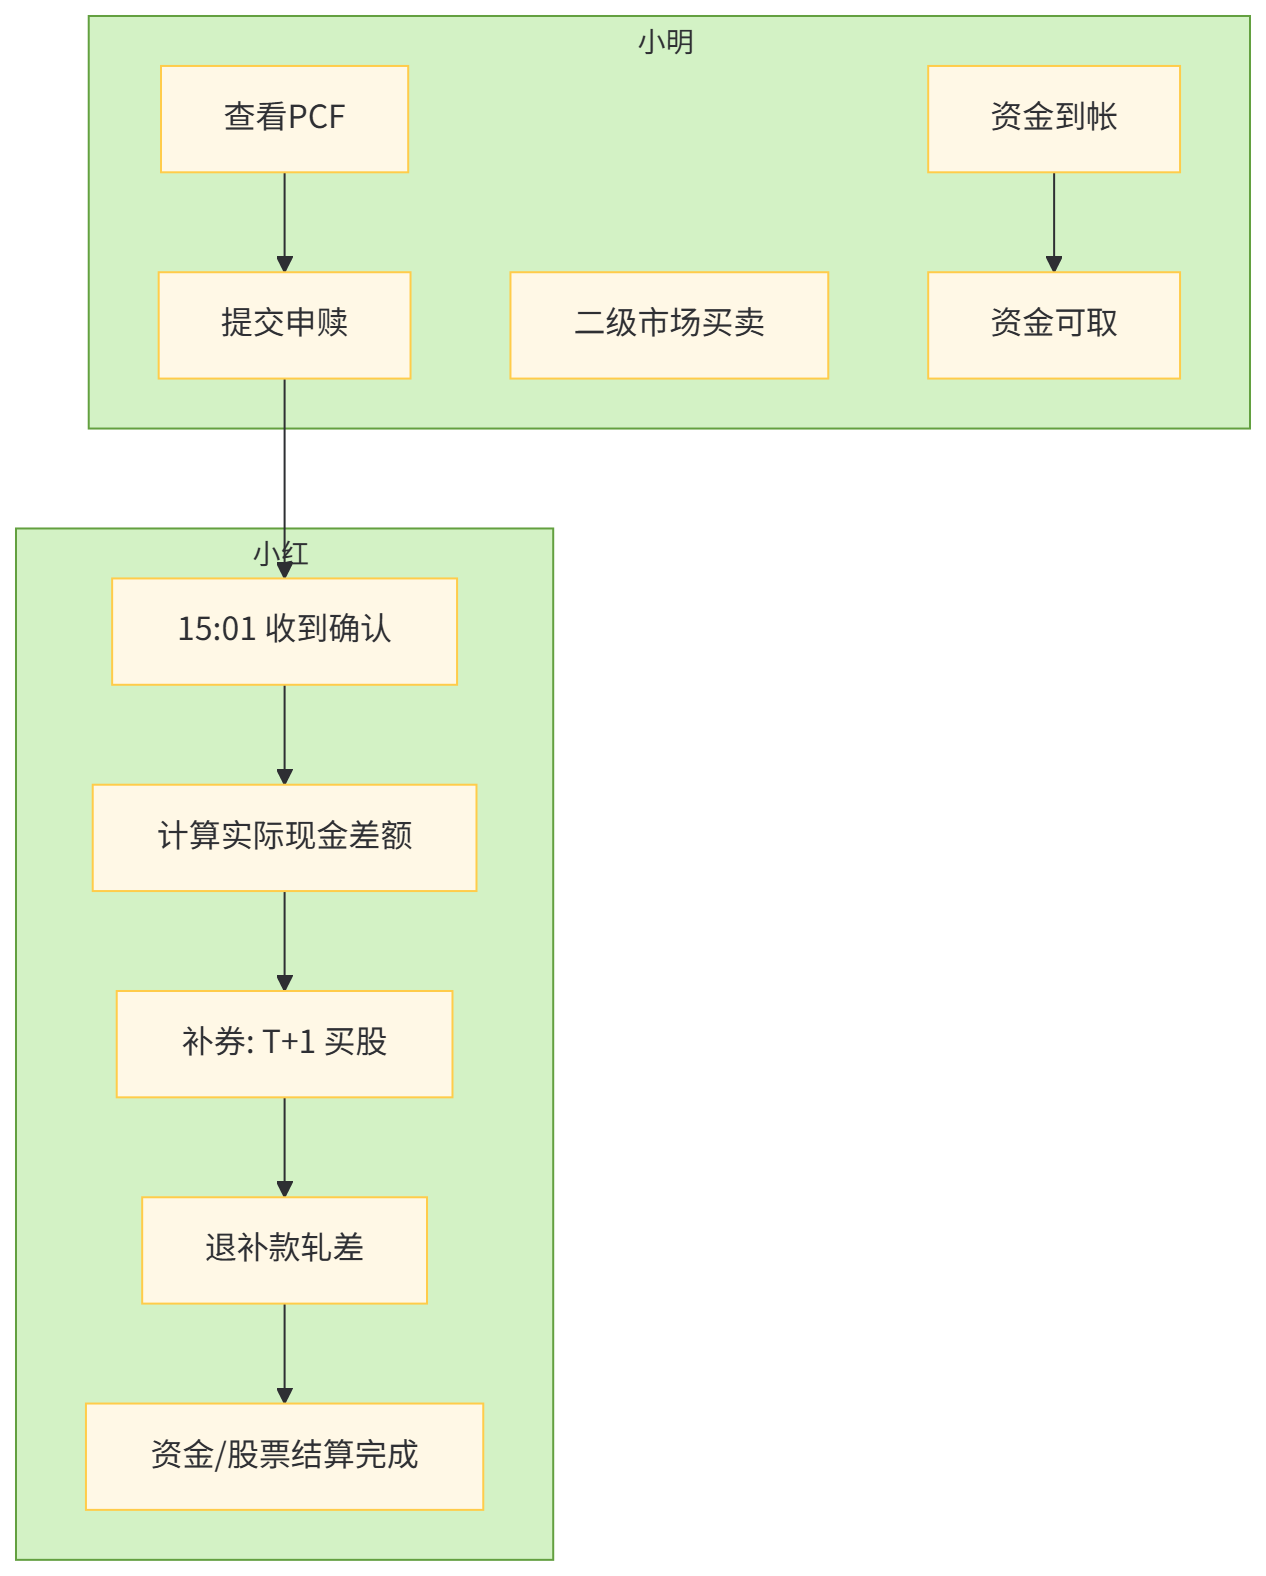 小明
查看PCF
资金到帐
提交申赎
二级市场买卖
资金可取
小红
15:01 收到确认
计算实际现金差额
补券: T+1 买股
退补款轧差
资金/股票结算完成